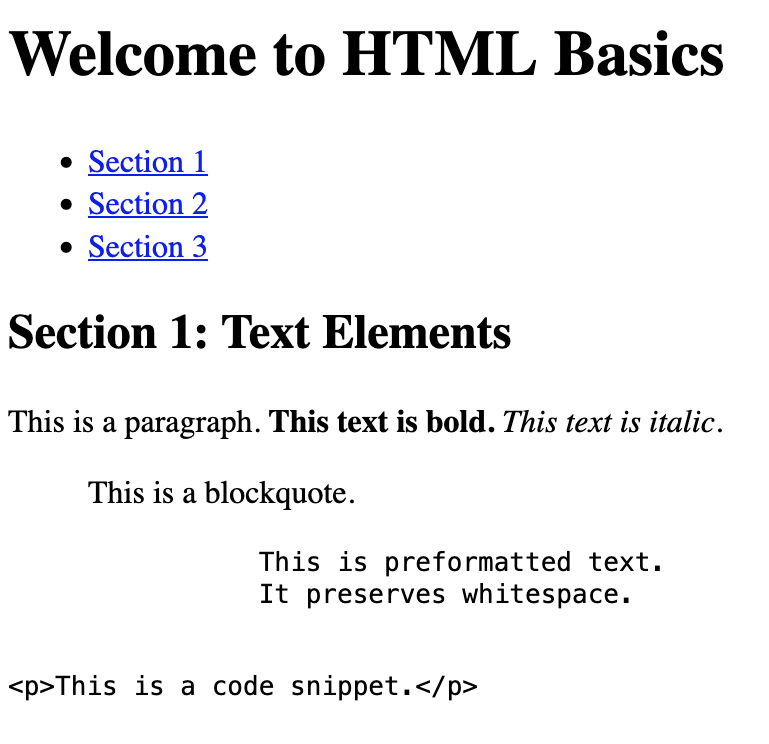 Welcome to HTML Basics
• Section 1
• Section 2
• Section 3
Section 1: Text Elements
This is a paragraph. This text is bold. This text is italic.
This is a blockquote.
This is preformatted text.
It preserves whitespace.
<p>This is a code snippet.</p>